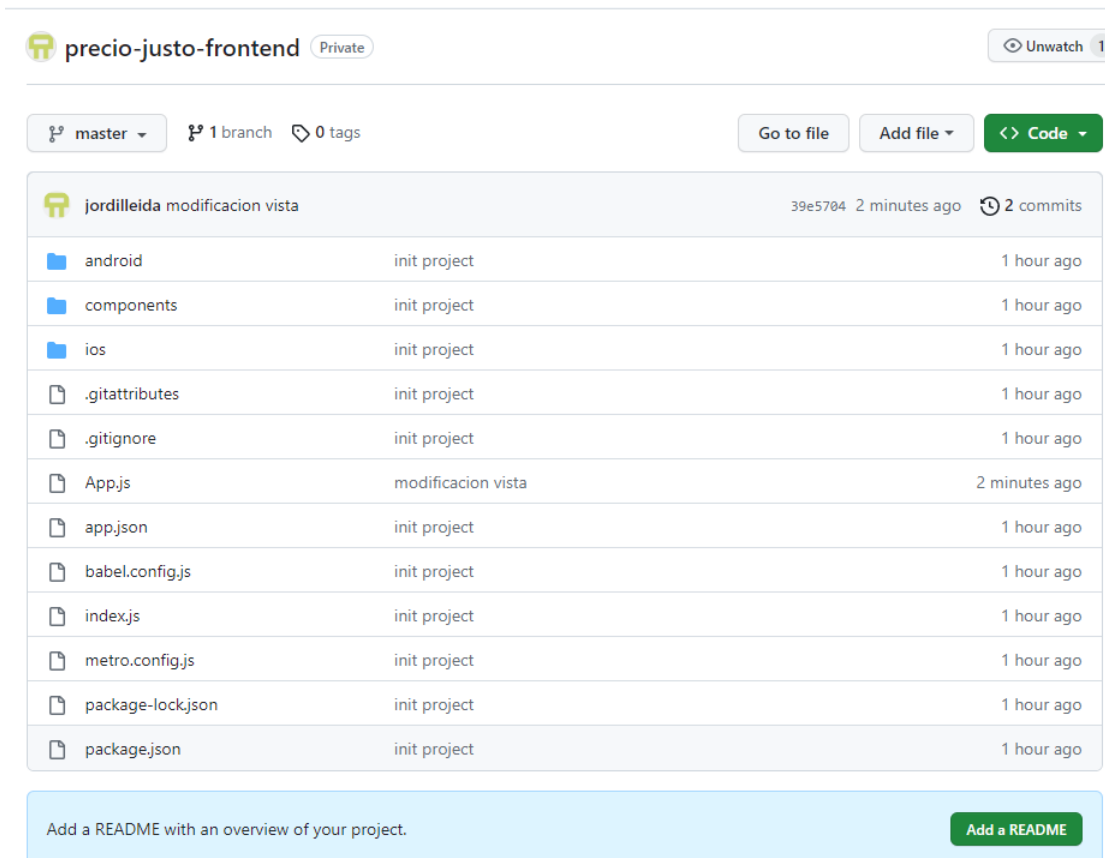 precio-justo-frontend Private Unwatch 1
master 1 branch 0 tags Go to file Add file <> Code
jordilleida modificacion vista 39e5704 2 minutes ago 2 commits
android init project 1 hour ago
components init project 1 hour ago
ios init project 1 hour ago
.gitattributes init project 1 hour ago
.gitignore init project 1 hour ago
App.js modificacion vista 2 minutes ago
app.json init project 1 hour ago
babel.config.js init project 1 hour ago
index.js init project 1 hour ago
metro.config.js init project 1 hour ago
package-lock.json init project 1 hour ago
package.json init project 1 hour ago
Add a README with an overview of your project. Add a README